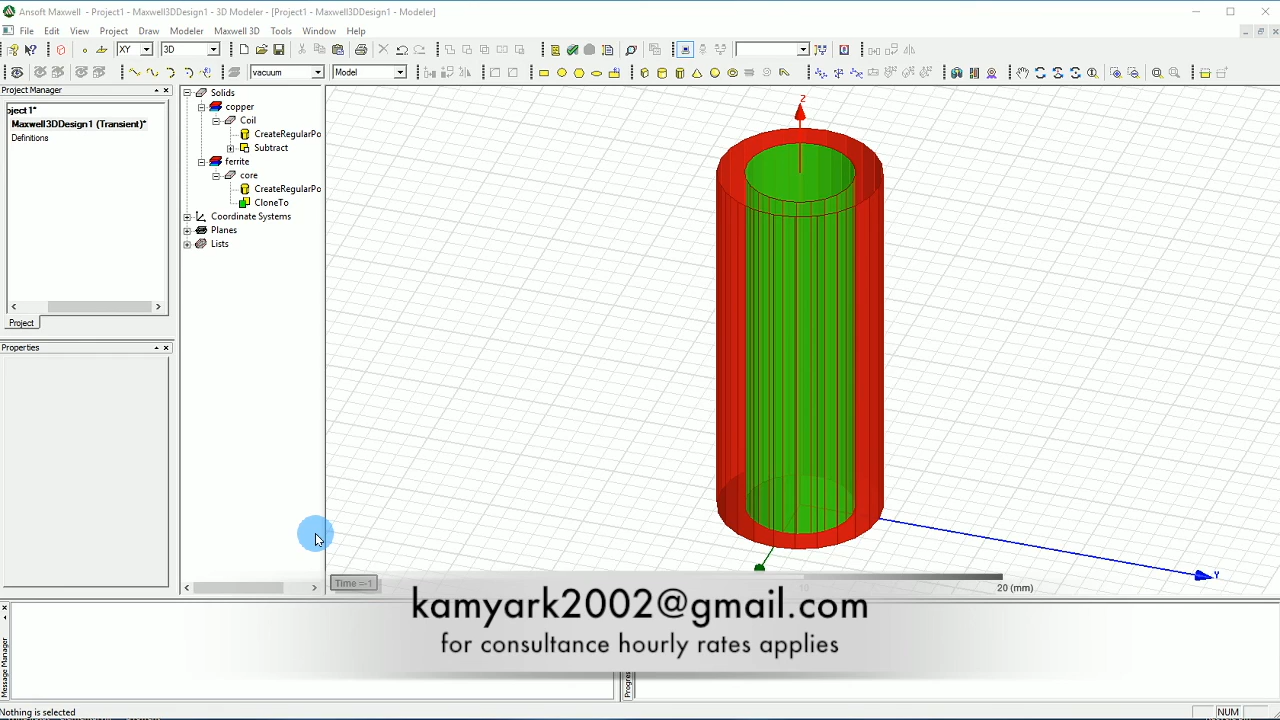 Ansoft Maxwell - Project1 - Maxwell3DDesign1 - 3D Modeler - [Project1 - Maxwell3DDesign1 - Modeler]
File Edit View Project Draw Modeler Maxwell 3D Tools Window Help
XY 3D
vacuum Model
Project Manager
oject1*
Maxwell3DDesign1 (Transient)*
Definitions
Project
Properties
Solids
copper
Coil
CreateRegularPo
Subtract
ferrite
core
CreateRegularPo
CloneTo
Coordinate Systems
Planes
Lists
Z
Y
Time =-1
20 (mm)
kamyark2002@gmail.com
for consultance hourly rates applies
Message Manager
Progres
Nothing is selected
NUM